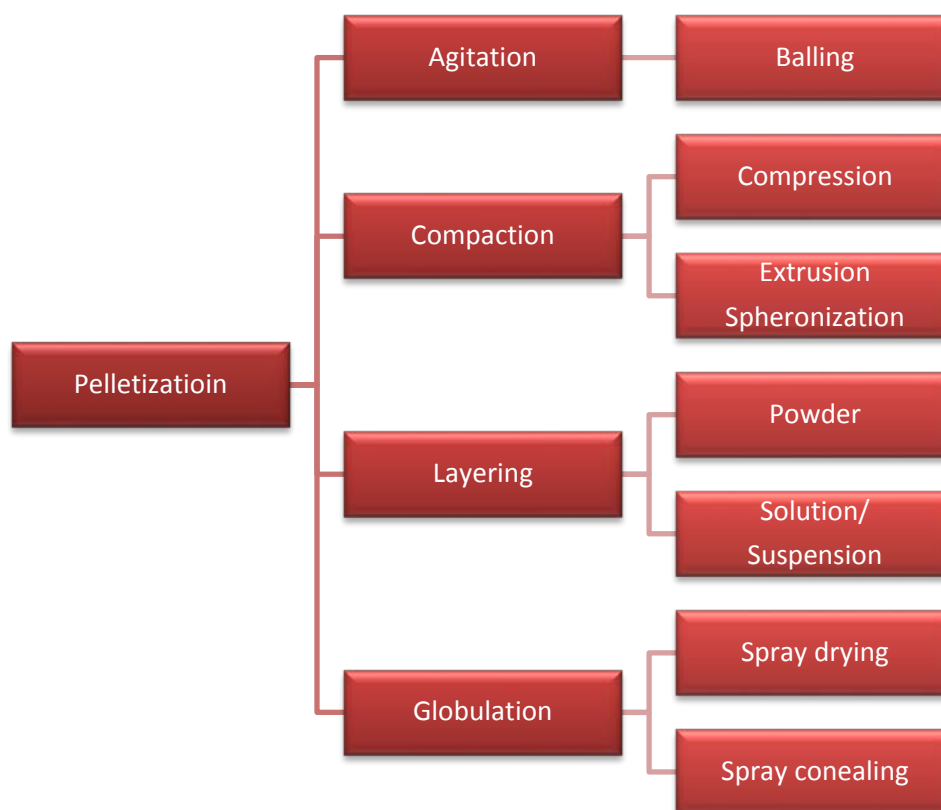 Agitation
Balling
Compaction
Compression
Extrusion
Spheronization
Pelletizatioin
Layering
Powder
Solution/
Suspension
Globulation
Spray drying
Spray conealing